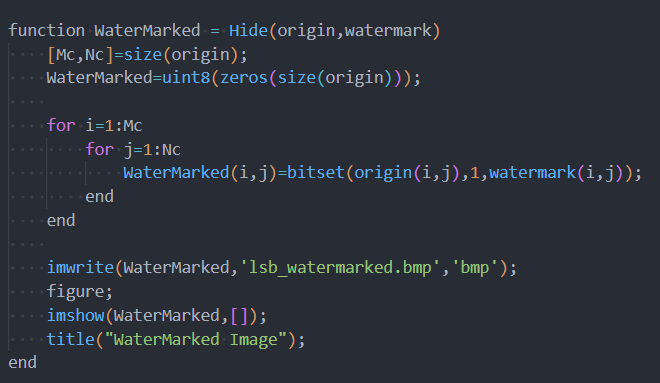 function WaterMarked = Hide(origin,watermark)
    [Mc,Nc]=size(origin);
    WaterMarked=uint8(zeros(size(origin)));
    
    for i=1:Mc
        for j=1:Nc
            WaterMarked(i,j)=bitset(origin(i,j),1,watermark(i,j));
        end
    end
    
    imwrite(WaterMarked,'lsb_watermarked.bmp','bmp');
    figure;
    imshow(WaterMarked,[]);
    title("WaterMarked Image");
end